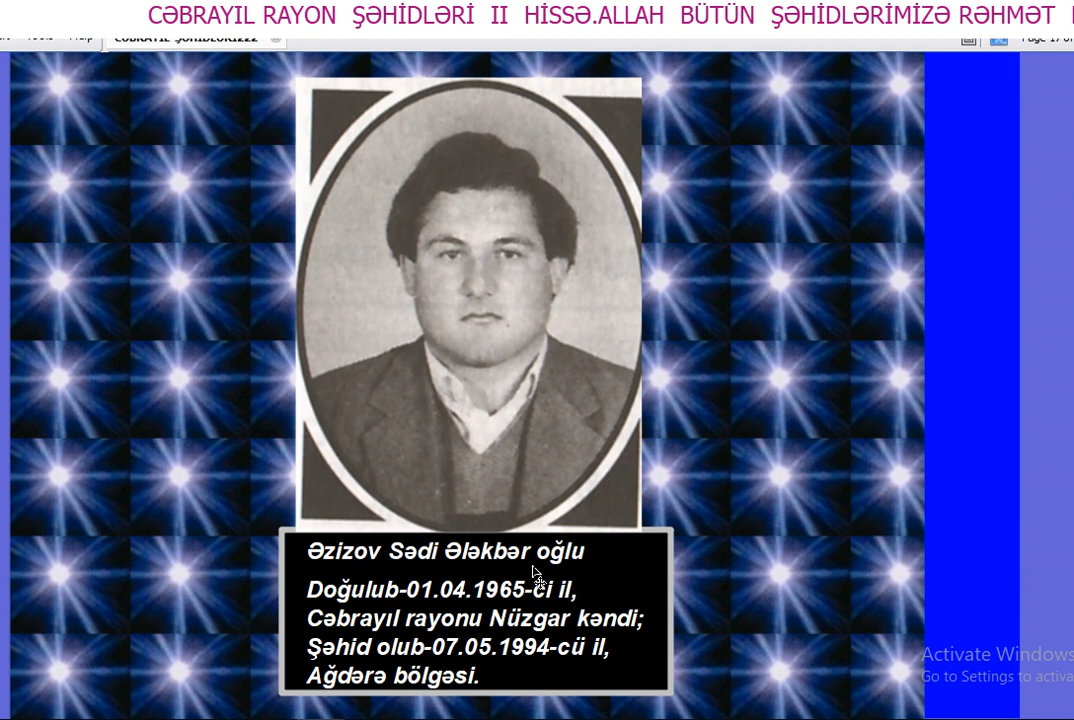 CƏBRAYIL RAYON ŞƏHİDLƏRİ II HİSSƏ.ALLAH BÜTÜN ŞƏHİDLƏRİMİZƏ RƏHMƏT
Əzizov Sədi Ələkbər oğlu
Doğulub-01.04.1965-ci il,
Cəbrayıl rayonu Nüzgar kəndi;
Şəhid olub-07.05.1994-cü il,
Ağdərə bölgəsi.
Activate Windows
Go to Settings to activa